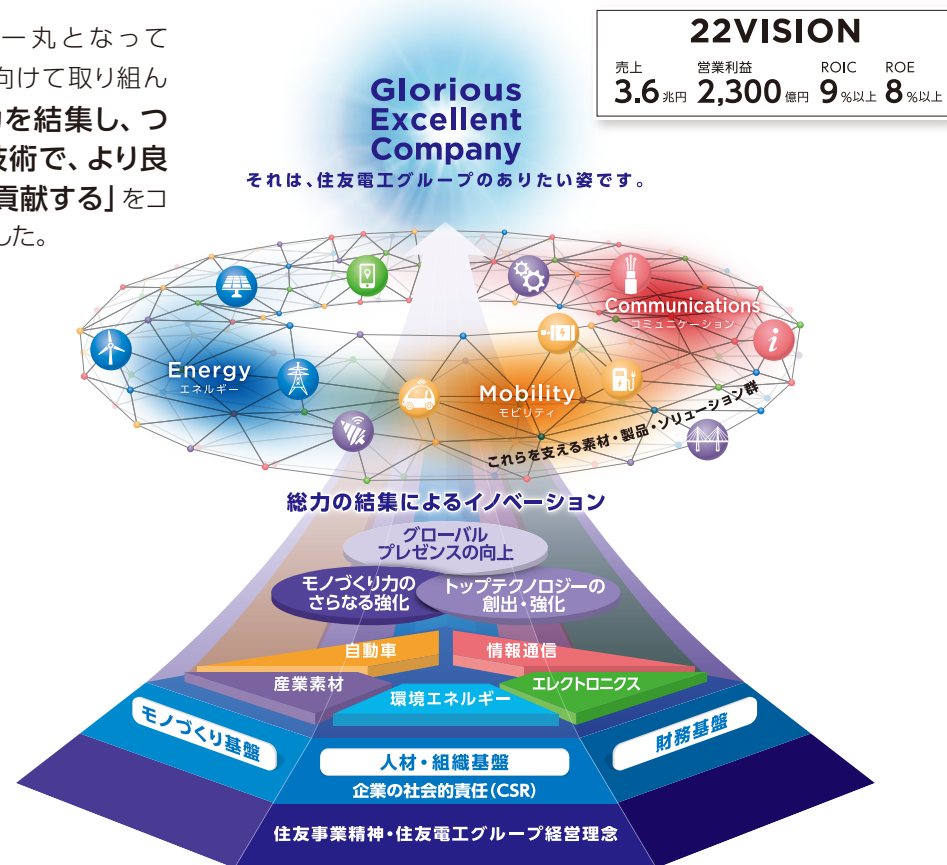 一丸となって
向けて取り組ん
を結集し、つ
技術で、より良
貢献する」をコ
した。
22VISION
売上 営業利益 ROIC ROE
3.6兆円 2,300億円 9%以上 8%以上
Glorious
Excellent
Company
それは、住友電工グループのありたい姿です。
Communications
コミュニケーション
i
Energy
エネルギー
Mobility
モビリティ
これらを支える素材・製品・ソリューション群
総力の結集によるイノベーション
グローバル
プレゼンスの向上
モノづくり力の
さらなる強化
トップテクノロジーの
創出・強化
自動車
情報通信
産業素材
環境エネルギー
エレクトロニクス
モノづくり基盤
人材・組織基盤
財務基盤
企業の社会的責任(CSR)
住友事業精神・住友電工グループ経営理念